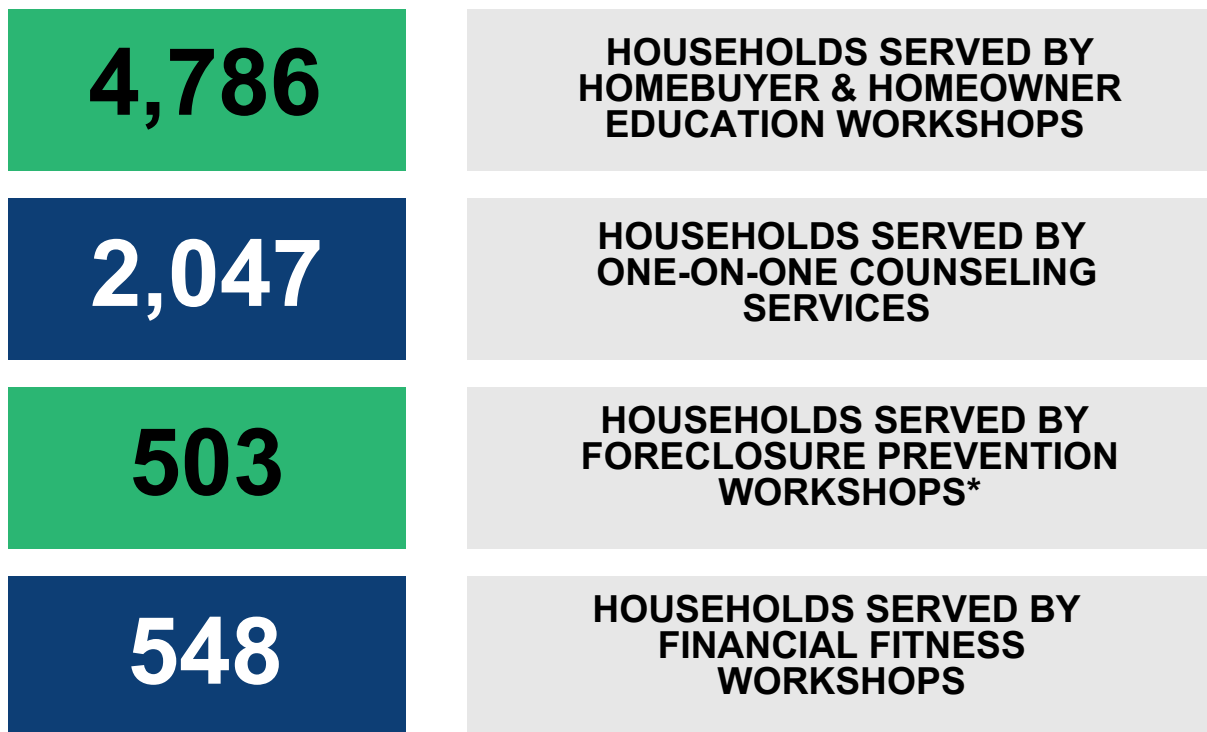 4,786
HOUSEHOLDS SERVED BY
HOMEBUYER & HOMEOWNER
EDUCATION WORKSHOPS
2,047
HOUSEHOLDS SERVED BY
ONE-ON-ONE COUNSELING
SERVICES
503
HOUSEHOLDS SERVED BY
FORECLOSURE PREVENTION
WORKSHOPS*
548
HOUSEHOLDS SERVED BY
FINANCIAL FITNESS
WORKSHOPS